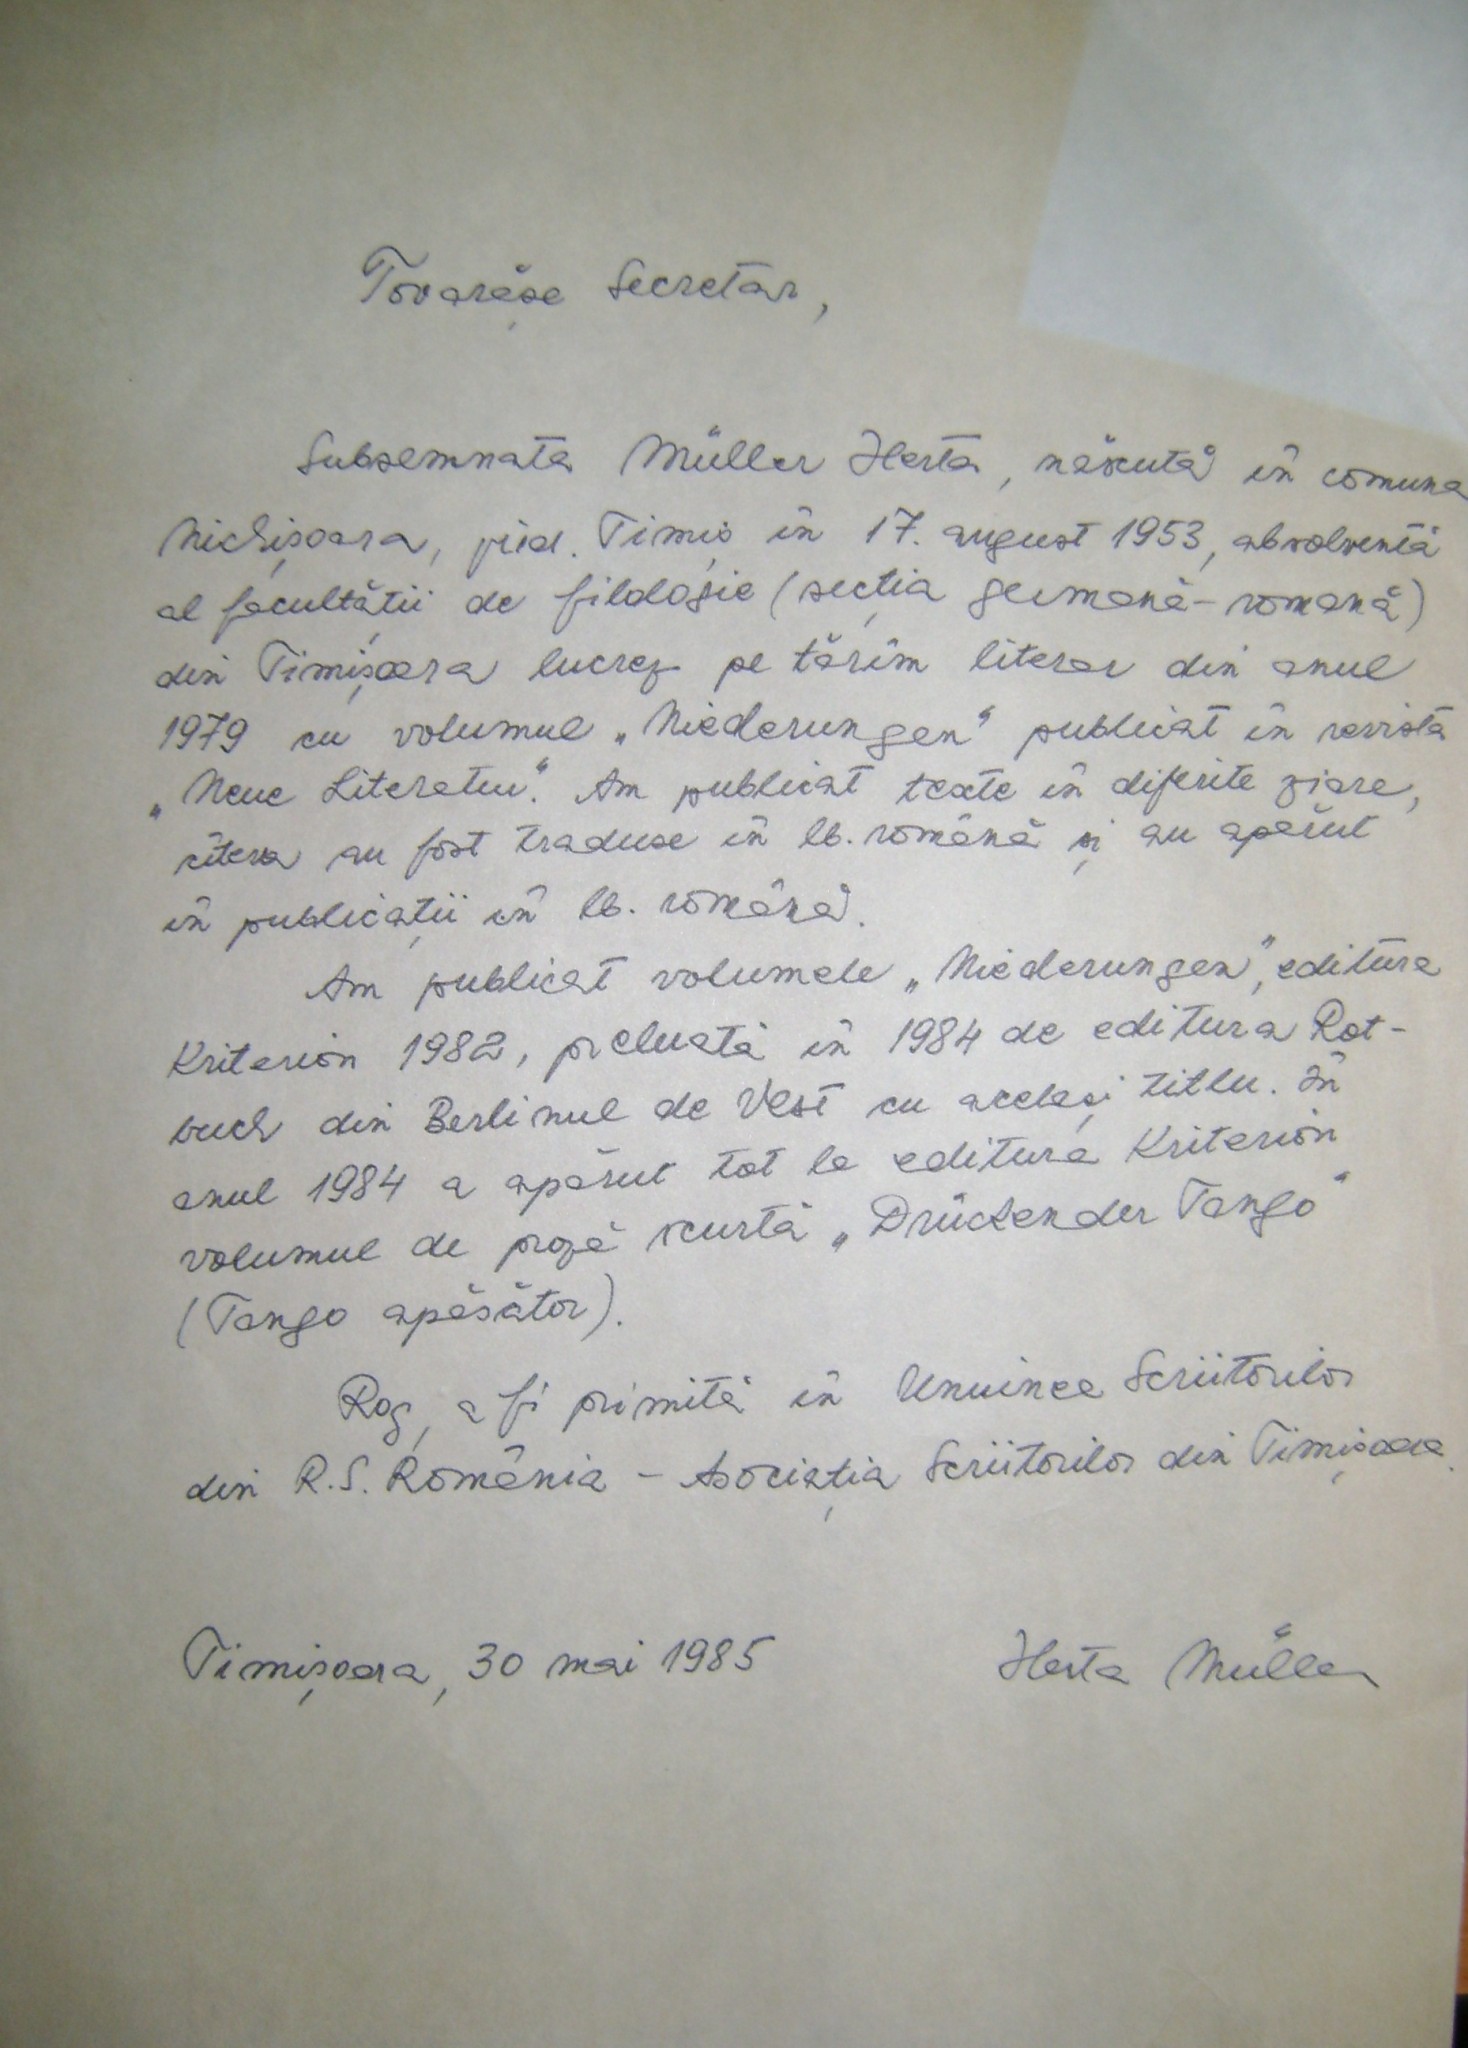 Tovarășe Secretar,
Subsemnata Müller Herta, născută în comuna
Nichișoara, jud. Timiș în 17. august 1953, absolventă
al facultății de filologie (secția germană-română)
din Timișoara lucrez pe tărîm literar din anul
1979 cu volumul „Niederungen“ publicat în revista
„Neue Literatur“. Am publicat texte în diferite ziare,
cîteva au fost traduse în lb. română și au apărut
în publicații în lb. română.
Am publicat volumele „Niederungen“, editura
Kriterion 1982, preluată în 1984 de editura Rot-
buch din Berlinul de Vest cu același titlu. În
anul 1984 a apărut tot la editura Kriterion
volumul de proză scurtă „Drückender Tango“
(Tango apăsător).
Rog, a fi primită în Unuinea Scriitorilor
din R.S. România - Asociația Scriitorilor din Timișoara.
Timișoara, 30 mai 1985 Herta Müller